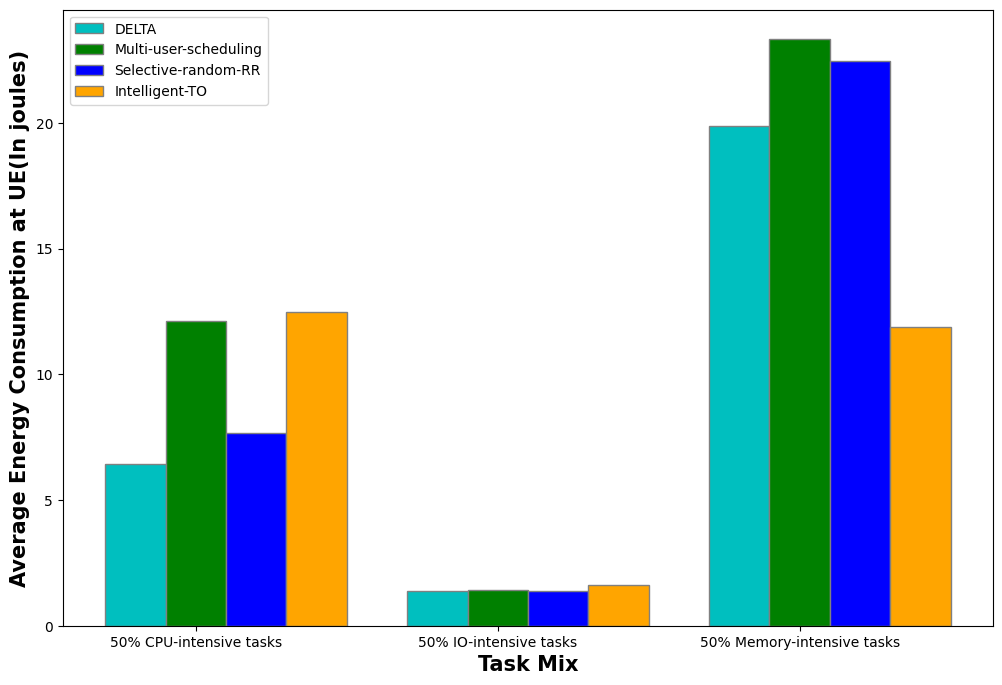 DELTA
Multi-user-scheduling
Selective-random-RR
Intelligent-TO
Average Energy Consumption at UE(In joules)
20
15
10
5
0
50% CPU-intensive tasks
50% IO-intensive tasks
50% Memory-intensive tasks
Task Mix